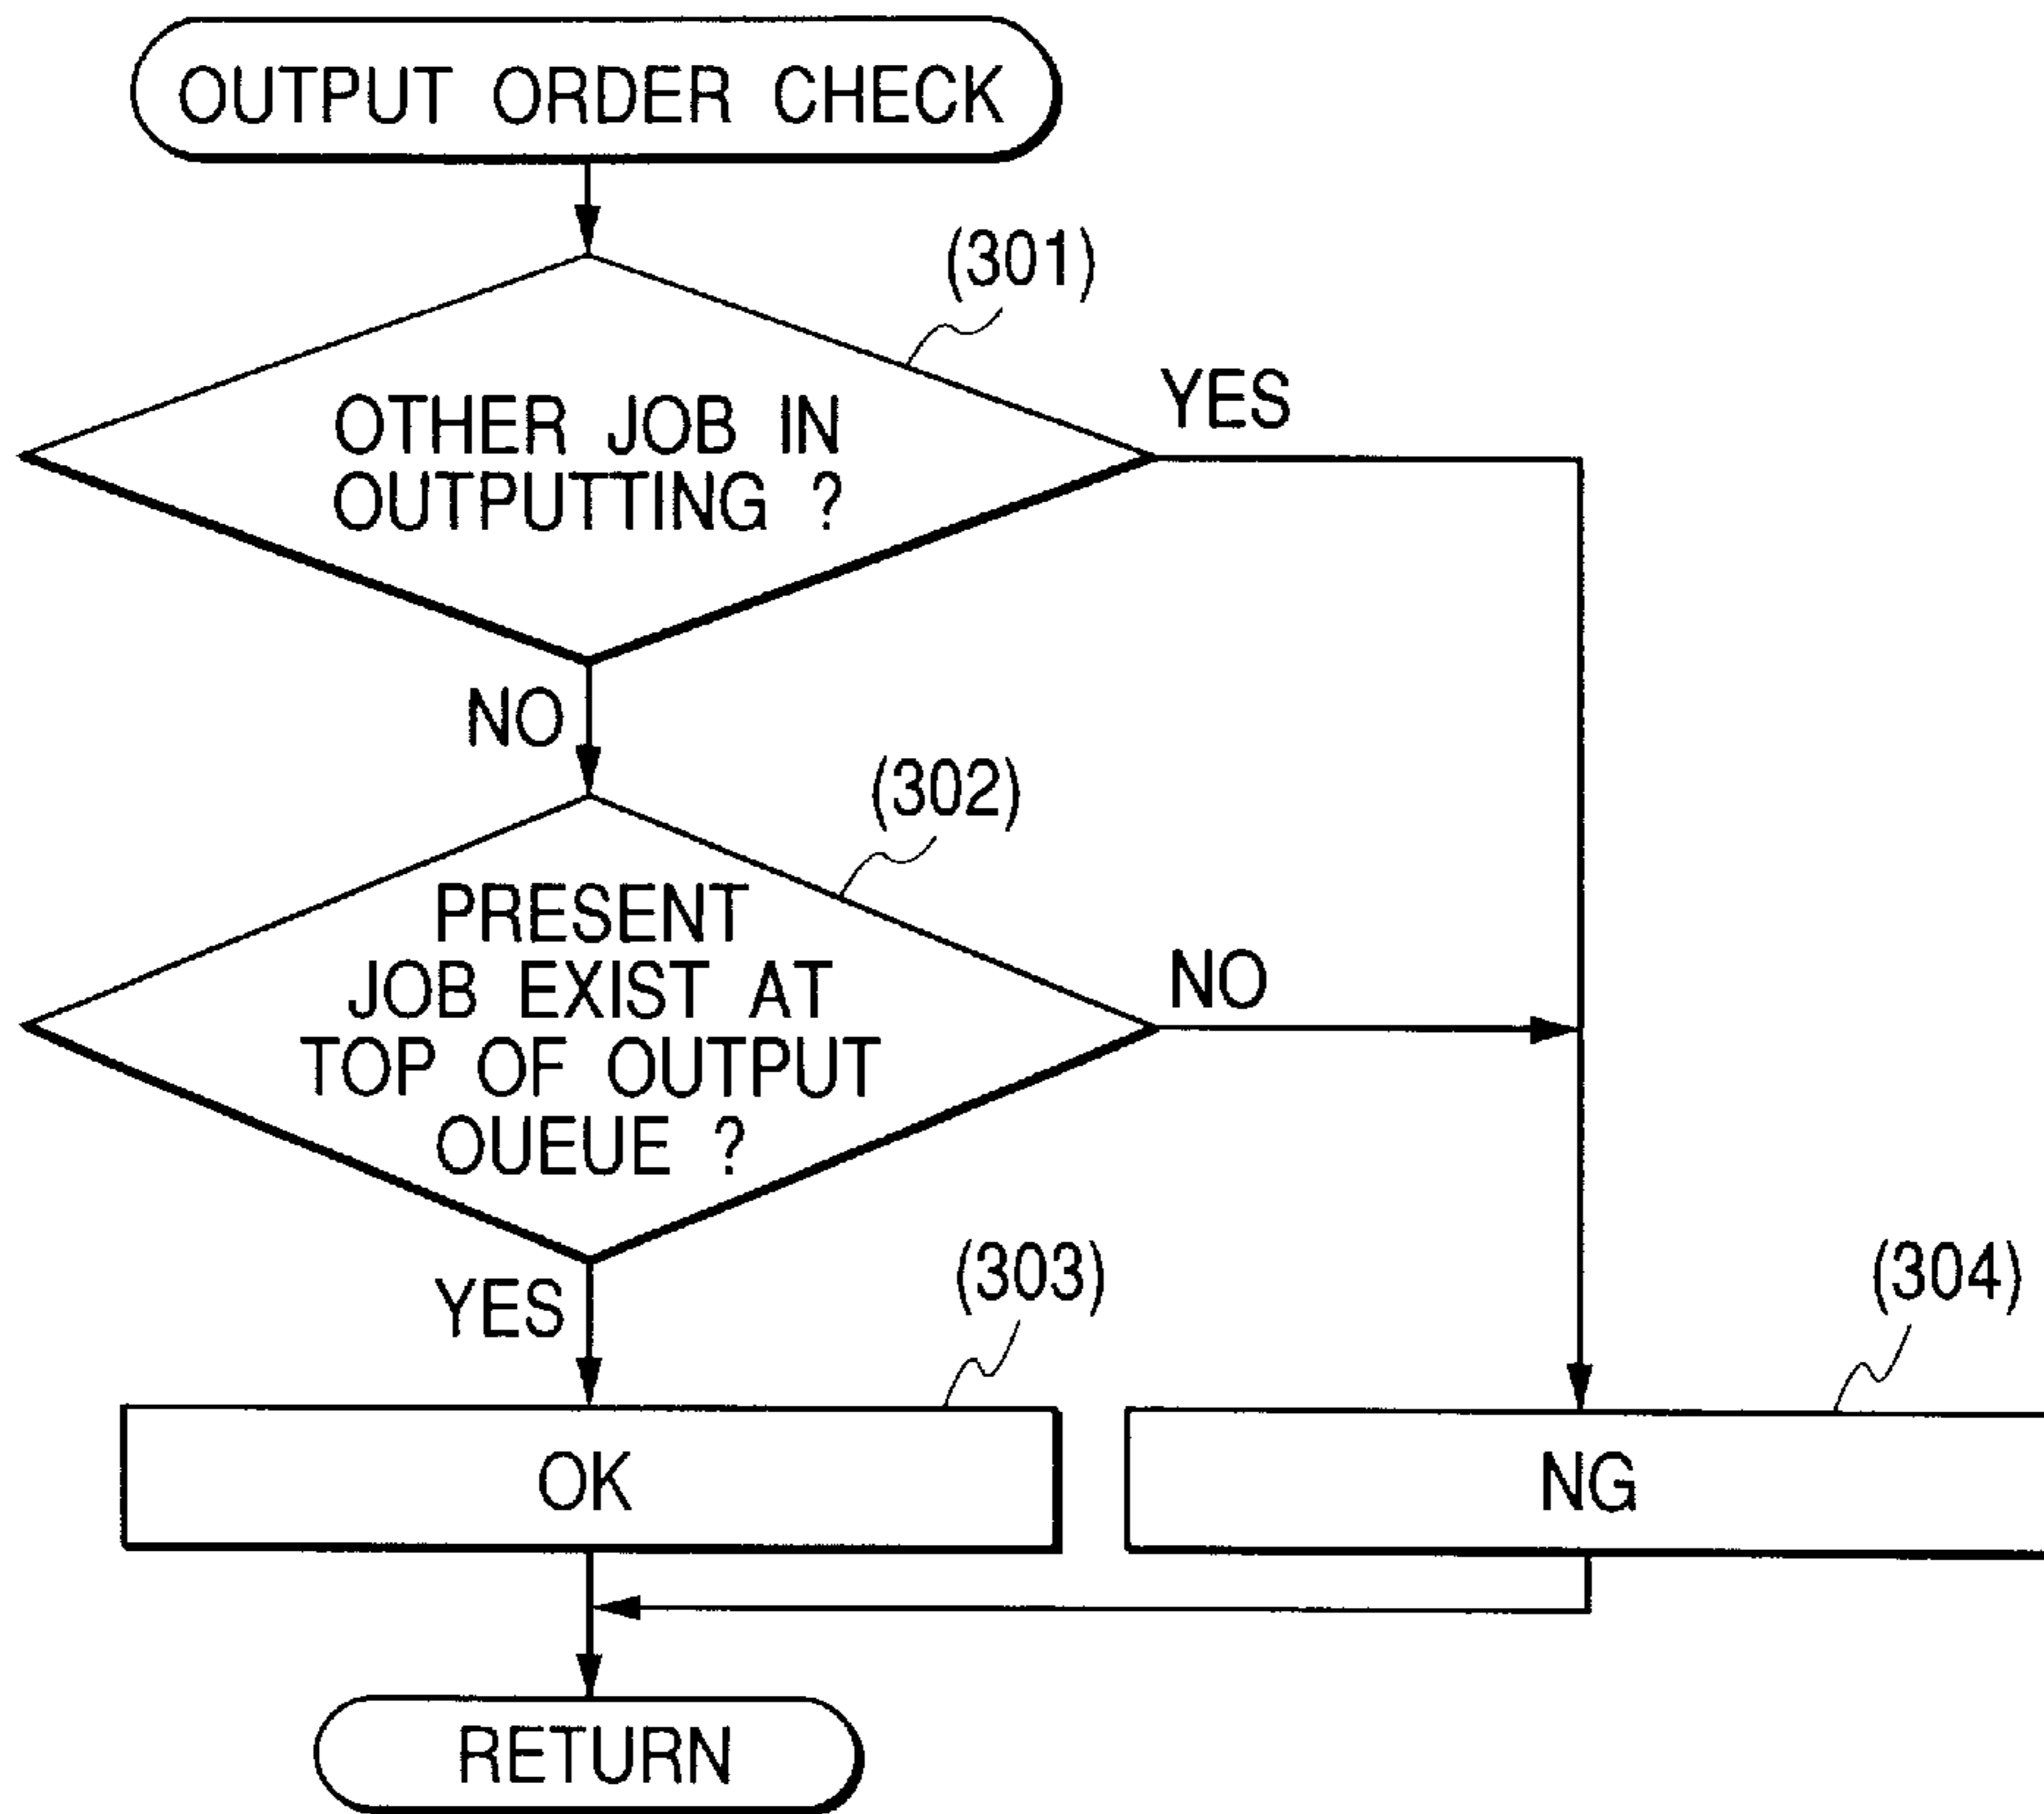 OUTPUT ORDER CHECK
(301)
OTHER JOB IN
OUTPUTTING ?
YES
NO
(302)
PRESENT
JOB EXIST AT
TOP OF OUTPUT
OUEUE ?
NO
YES
(303)
(304)
OK
NG
RETURN